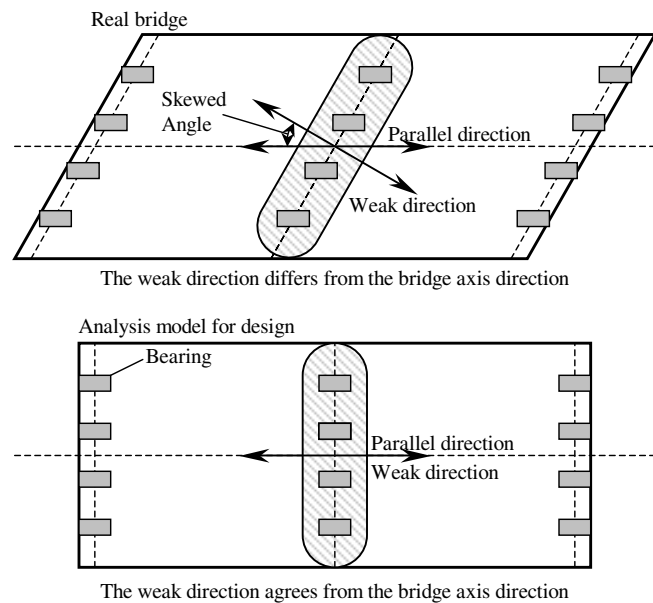 Real bridge
Skewed
Angle
Parallel direction
Weak direction
The weak direction differs from the bridge axis direction
Analysis model for design
Bearing
Parallel direction
Weak direction
The weak direction agrees from the bridge axis direction